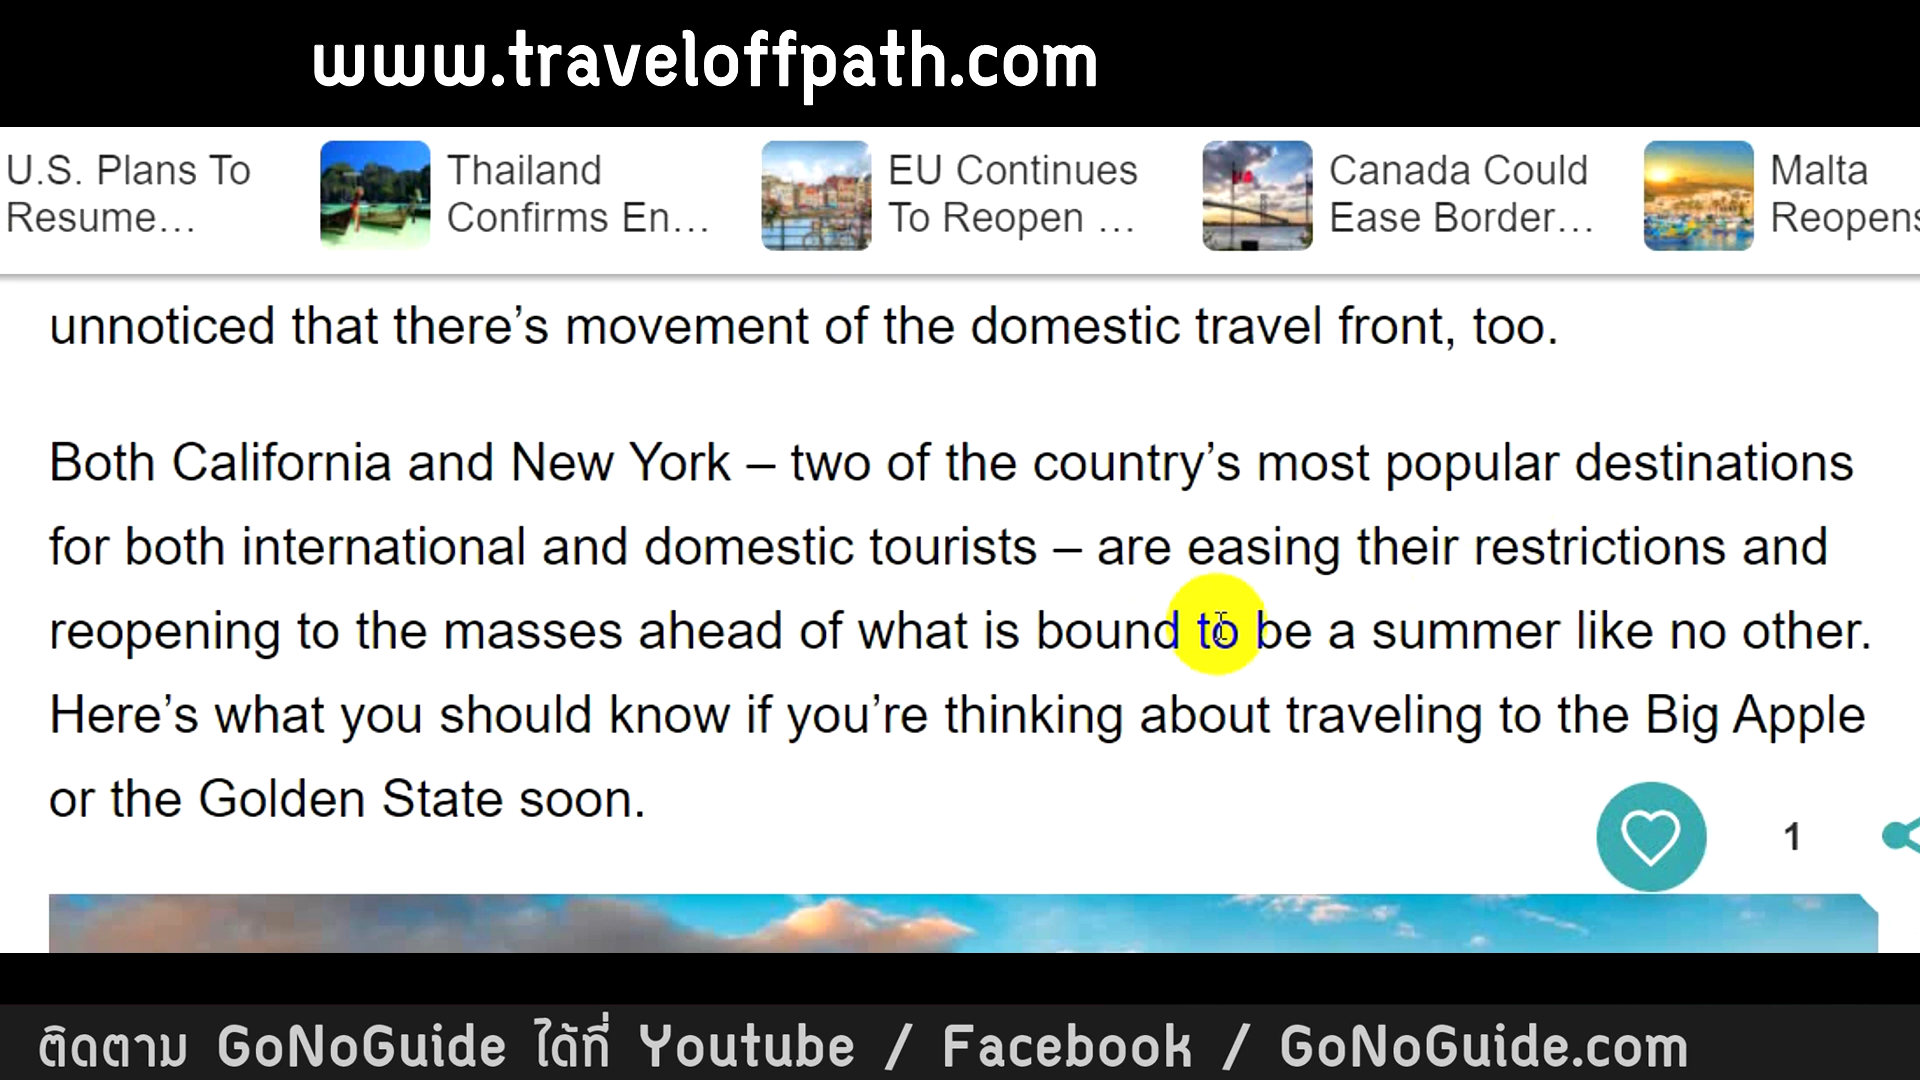 www.traveloffpath.com
U.S. Plans To
Resume...
Thailand
Confirms En...
EU Continues
To Reopen ...
Canada Could
Ease Border...
Malta
Reopens
unnoticed that there’s movement of the domestic travel front, too.
Both California and New York – two of the country’s most popular destinations
for both international and domestic tourists – are easing their restrictions and
reopening to the masses ahead of what is bound to be a summer like no other.
Here’s what you should know if you’re thinking about traveling to the Big Apple
or the Golden State soon.
1
ติดตาม GoNoGuide ได้ที่ Youtube / Facebook / GoNoGuide.com